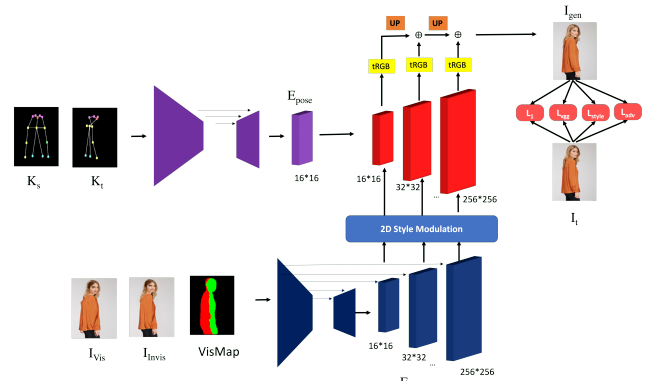 I_gen
UP
UP
⊕
⊕
tRGB
tRGB
tRGB
L_vgg
L_style
L_adv
E_pose
16*16
16*16
32*32
...
256*256
K_s
K_t
I_t
2D Style Modulation
16*16
32*32
...
256*256
I_Vis
I_Invis
VisMap